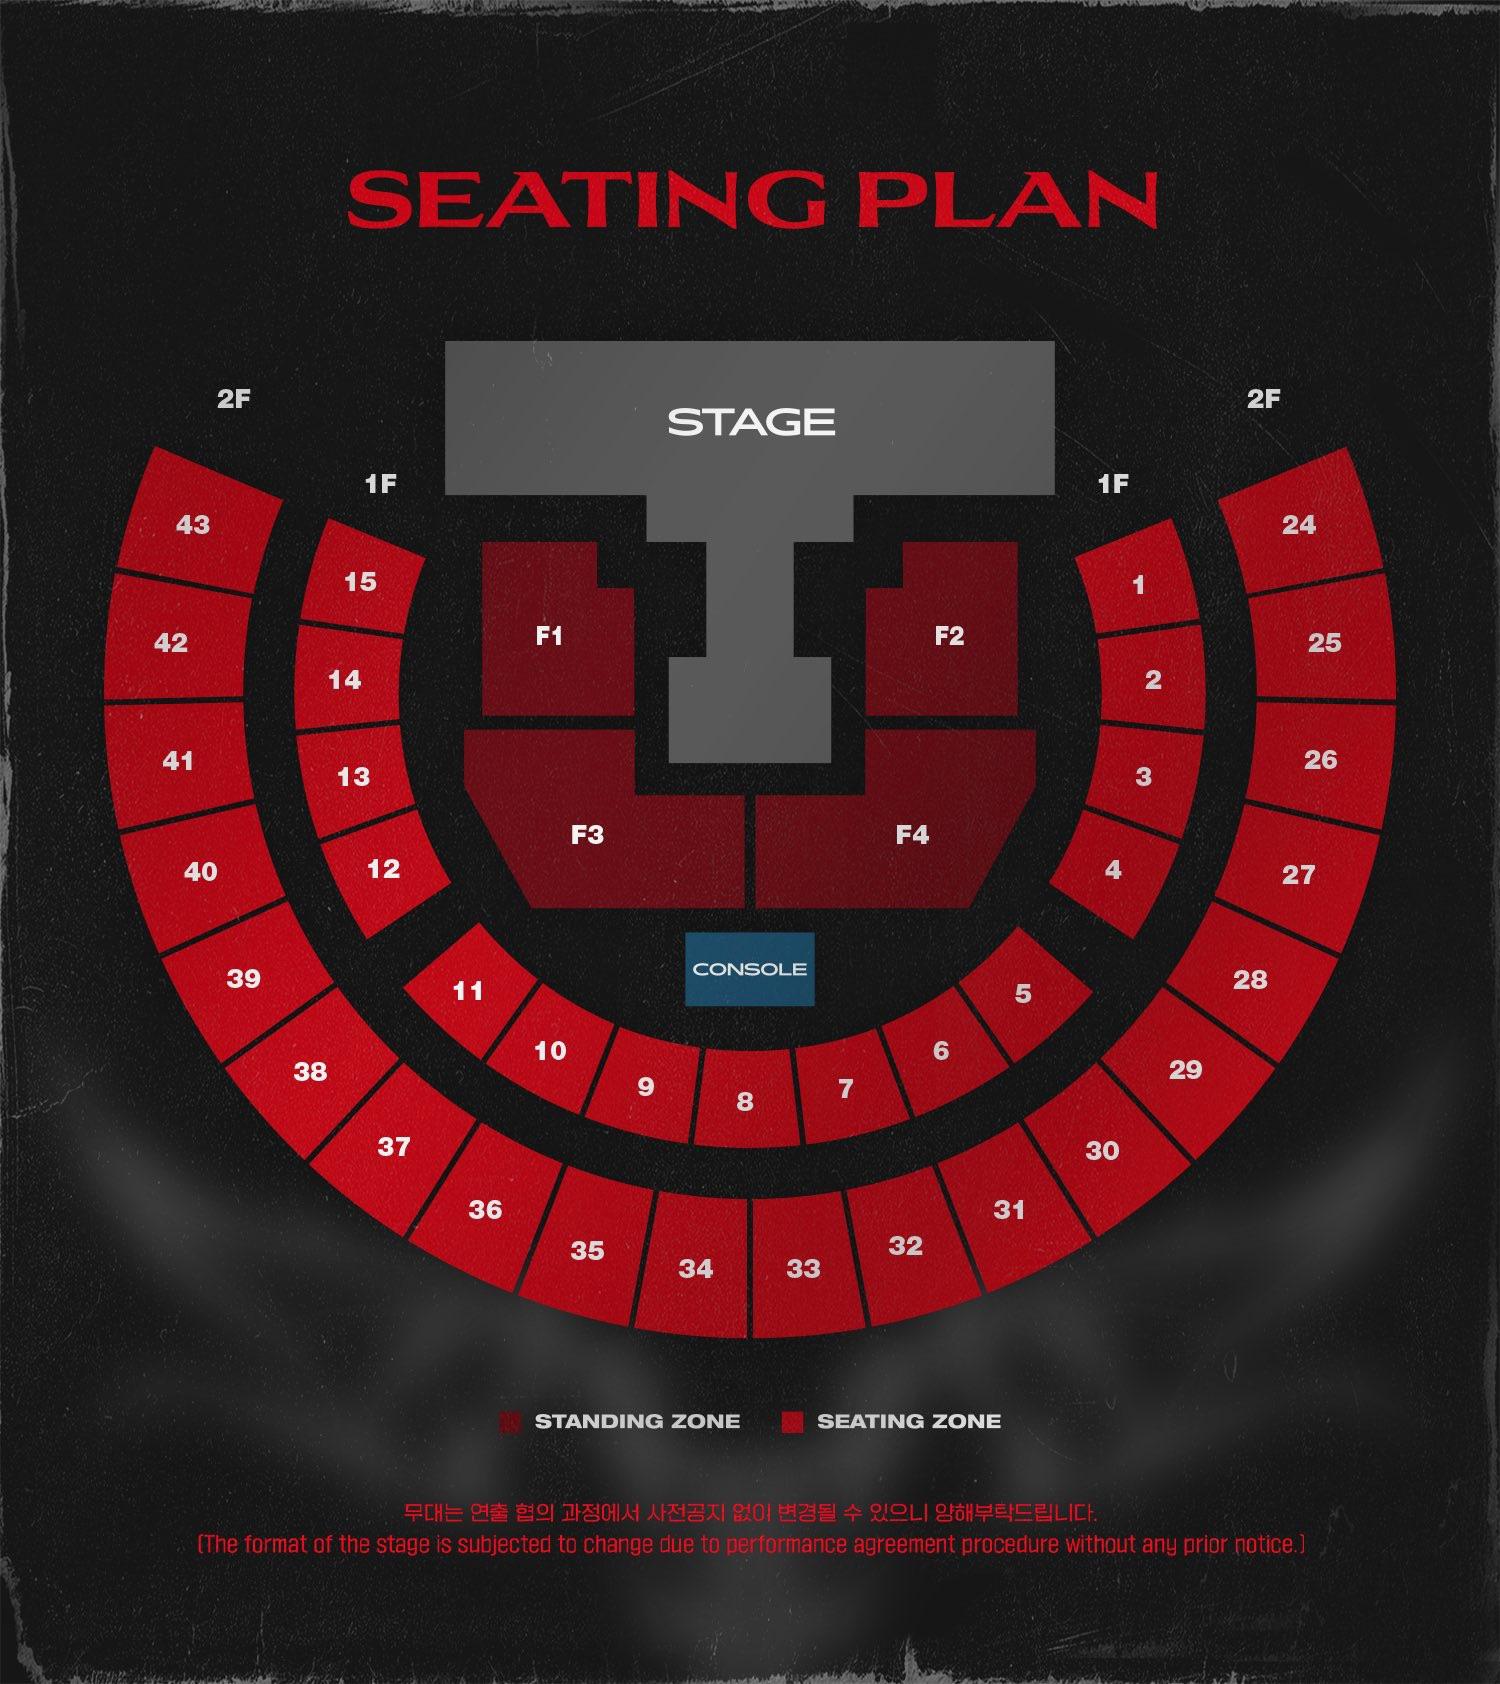 SEATING PLAN
2F
2F
STAGE
1F
1F
43
24
15
1
42
F1
F2
25
14
2
41
13
3
26
F3
F4
40
12
4
27
CONSOLE
39
11
5
28
38
10
6
29
9
8
7
37
30
36
31
35
32
34
33
STANDING ZONE
SEATING ZONE
무대는 연출 협의 과정에서 사전공지 없이 변경될 수 있으니 양해부탁드립니다.
(The format of the stage is subjected to change due to performance agreement procedure without any prior notice.)